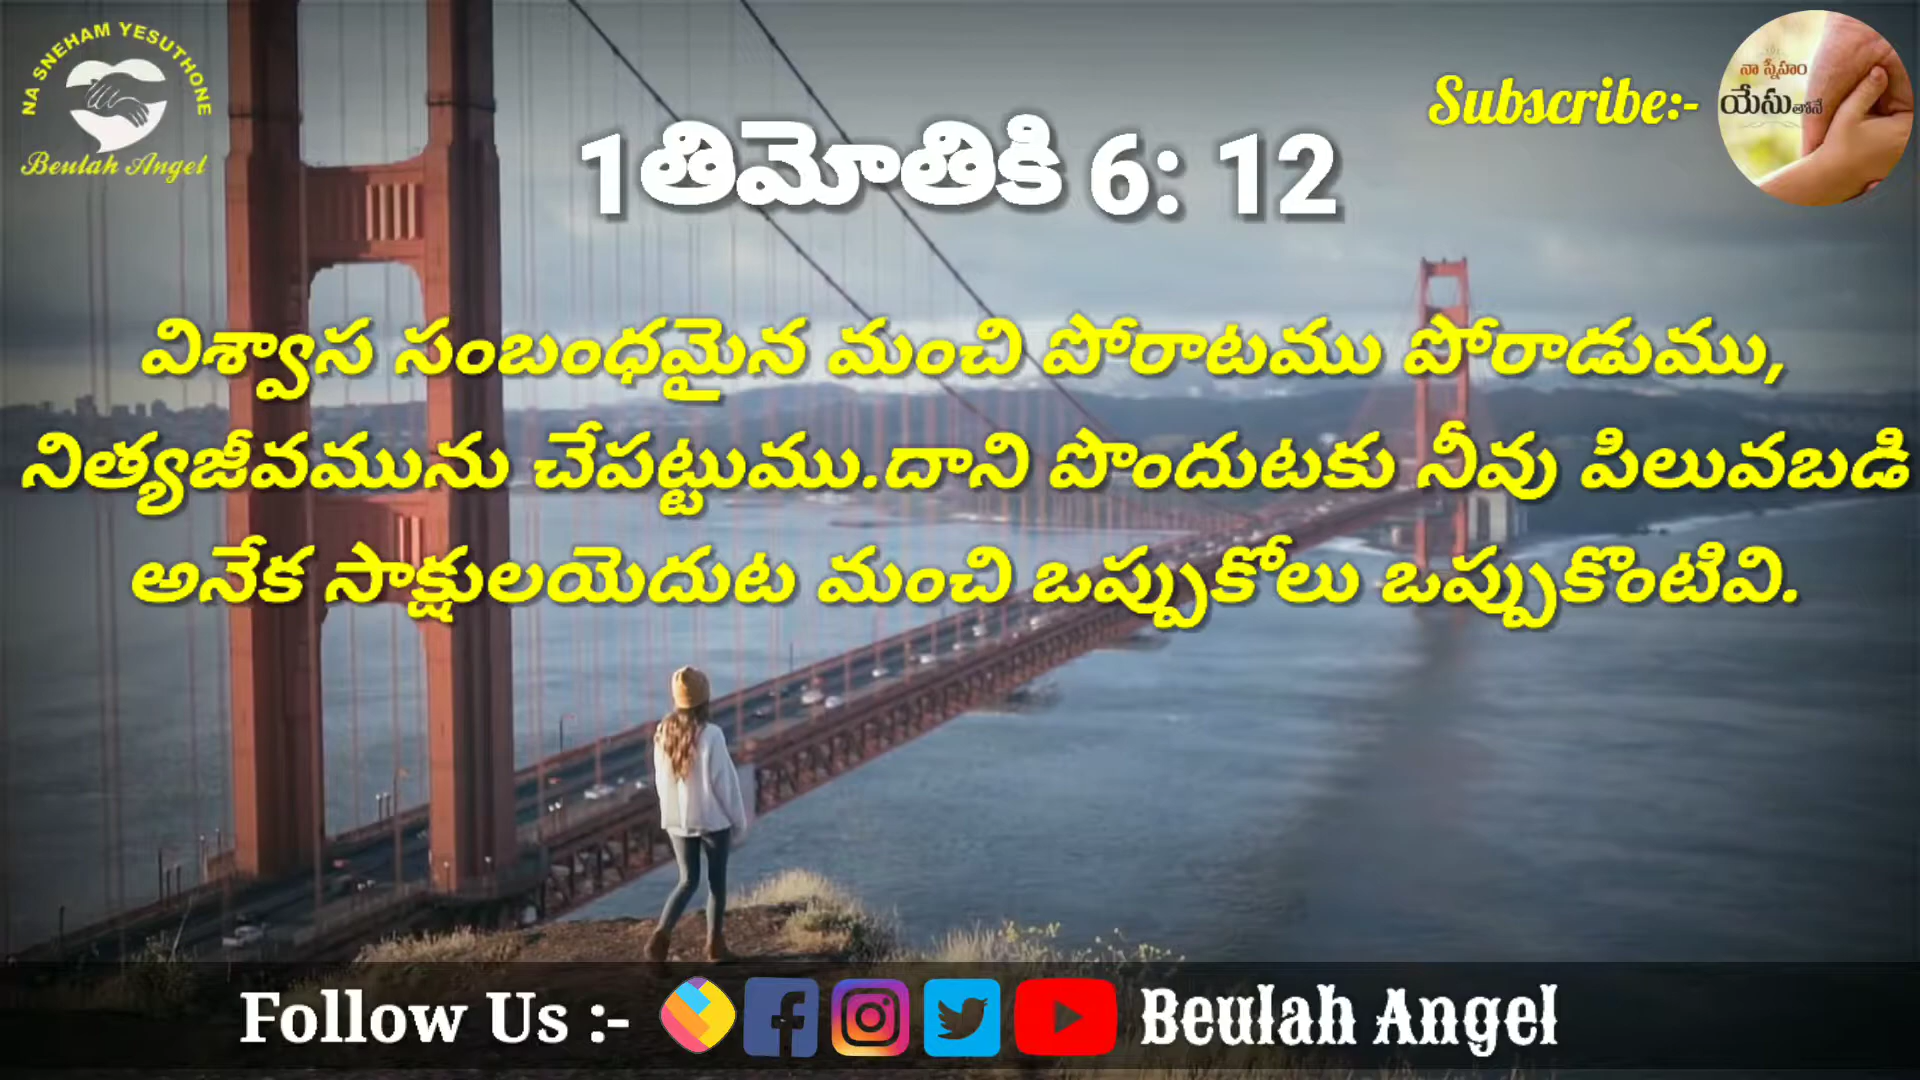 NA SNEHAM YESUTHONE
Beulah Angel
Subscribe:-
నా స్నేహం
యేసుతోనే
1తిమోతికి 6: 12
విశ్వాస సంబంధమైన మంచి పోరాటము పోరాడుము,
నిత్యజీవమును చేపట్టుము.దాని పొందుటకు నీవు పిలువబడి
అనేక సాక్షులయెదుట మంచి ఒప్పుకోలు ఒప్పుకొంటివి.
Follow Us :- Beulah Angel